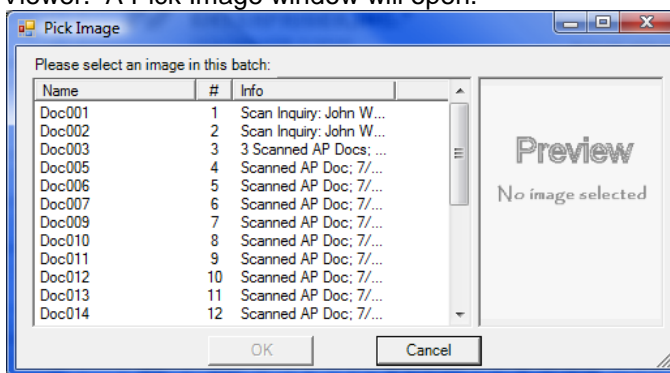 viewer. A Pick Image window will open.
Pick Image
Please select an image in this batch:
Name # Info
Doc001 1 Scan Inquiry: John W...
Doc002 2 Scan Inquiry: John W...
Doc003 3 3 Scanned AP Docs; ...
Doc005 4 Scanned AP Doc; 7/...
Doc006 5 Scanned AP Doc; 7/...
Doc007 6 Scanned AP Doc; 7/...
Doc009 7 Scanned AP Doc; 7/...
Doc010 8 Scanned AP Doc; 7/...
Doc011 9 Scanned AP Doc; 7/...
Doc012 10 Scanned AP Doc; 7/...
Doc013 11 Scanned AP Doc; 7/...
Doc014 12 Scanned AP Doc; 7/...
Preview
No image selected
OK Cancel